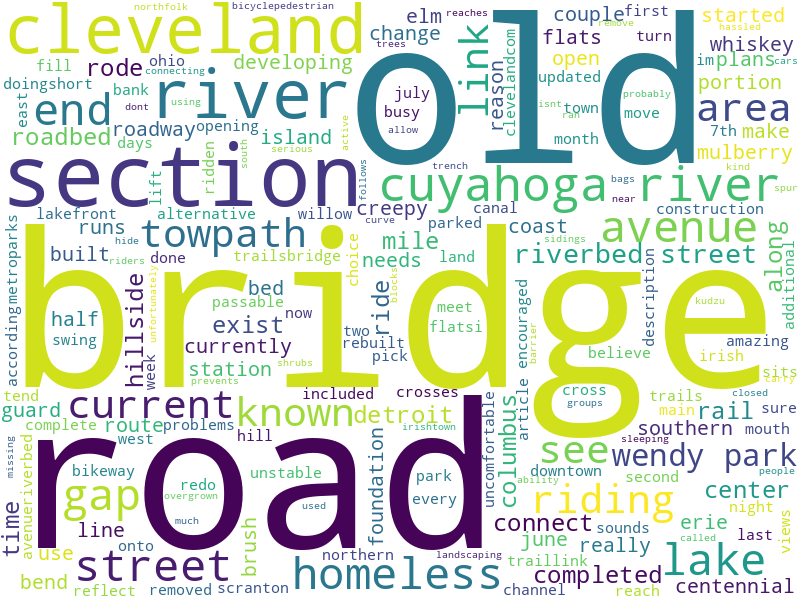 northfolk
bicyclepedestrian
cleveland
old
river
section
bridge
road
link
elm
couple
first
reaches
started
change
flats
turn
whiskey
rode
developing
trees
remove
hassled
cars
ohio
fill
connecting
july
busy
reason
clevelandcom
open
updated
im
plans
doingshort
bank
using
dont
allow
probably
isnt
ran
town
portion
end
east
roadbed
roadway
opening
days
island
active
serious
month
move
area
7th
make
mulberry
south
ridden
lift
trench
follows
curve
bags
near
kind
spur
cuyahoga
river
lakefront
alternative
willow
creepy
parked
canal
construction
avenue
along
additional
metroparks
according
runs
towpath
mile
coast
built
hide
done
riders
trailsbridge
needs
land
riverbed street
description
sidings
unfortunately
hillside
bed
passable
choice
blocks
ride
meet
flatsi
article encouraged
kudzu
half
swing
exist
now
two
rebuilt
pick
barrier
amazing
week
currently
believe
irish
tend
shrubs
prevents
station
included
crosses
cross
groups
trails
closed
carry
sits
guard
current
known
detroit
columbus
main
rail
sure
complete
route
problems
southern
mouth
missing
west
hill
foundation
irishtown
uncomfortable
sleeping
see
wendy park
bikeway
redo
unstable
park
every
downtown
people
gap
overgrown
second
center
time
avenueriverbed
much
used
ability
riding
night
views
line
brush
june
connect
sounds
erie
called
last
use
onto
street
really
traillink
bend
northern
landscaping
homeless
completed
lake
reflect
removed
scranton
channel
reach
centennial